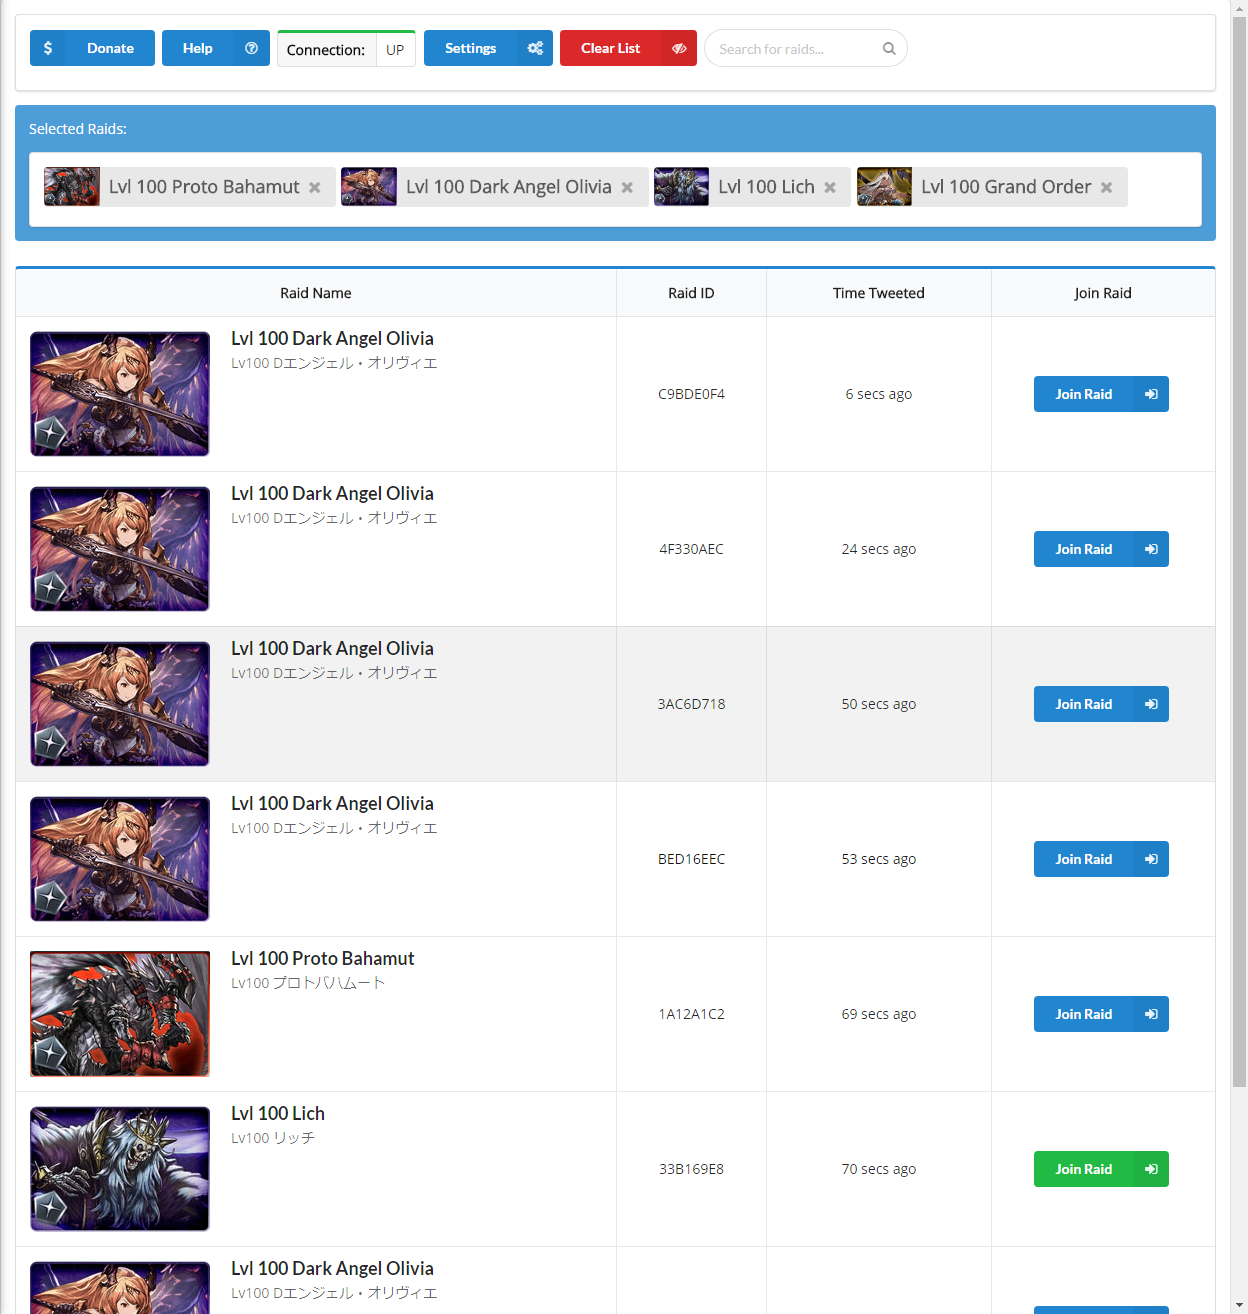 $ Donate Help Connection: UP Settings Clear List Search for raids...
Selected Raids:
Lvl 100 Proto Bahamut Lvl 100 Dark Angel Olivia Lvl 100 Lich Lvl 100 Grand Order
Raid Name Raid ID Time Tweeted Join Raid
Lvl 100 Dark Angel Olivia
Lv100 Dエンジェル・オリヴィエ
C9BDE0F4 6 secs ago Join Raid
Lvl 100 Dark Angel Olivia
Lv100 Dエンジェル・オリヴィエ
4F330AEC 24 secs ago Join Raid
Lvl 100 Dark Angel Olivia
Lv100 Dエンジェル・オリヴィエ
3AC6D718 50 secs ago Join Raid
Lvl 100 Dark Angel Olivia
Lv100 Dエンジェル・オリヴィエ
BED16EEC 53 secs ago Join Raid
Lvl 100 Proto Bahamut
Lv100 プロトバハムート
1A12A1C2 69 secs ago Join Raid
Lvl 100 Lich
Lv100 リッチ
33B169E8 70 secs ago Join Raid
Lvl 100 Dark Angel Olivia
Lv100 Dエンジェル・オリヴィエ